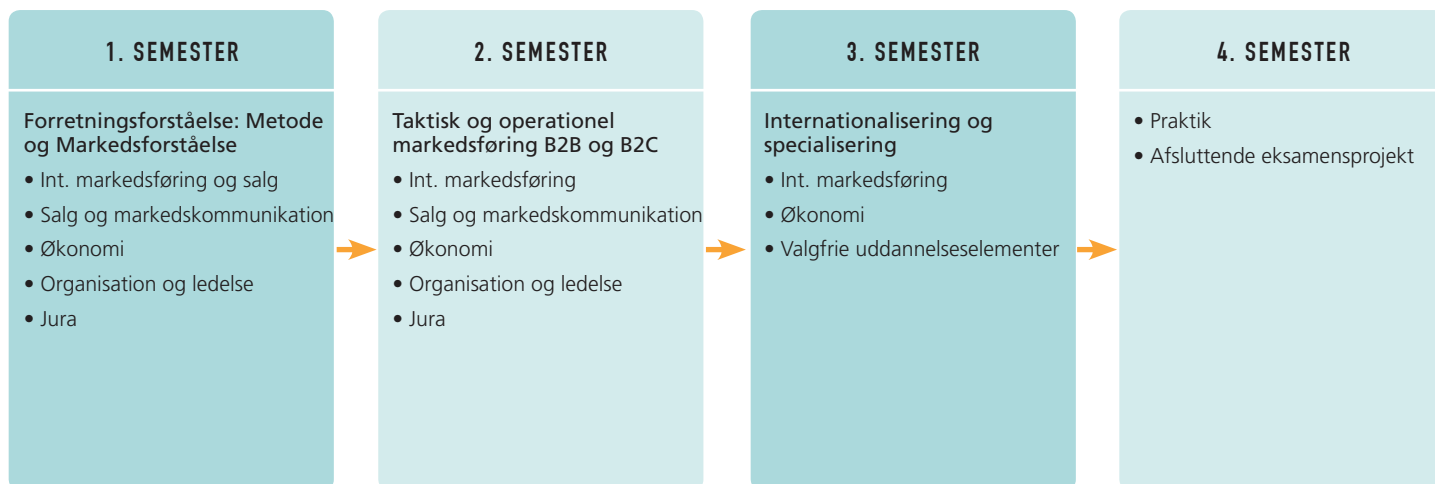 1. SEMESTER
Forretningsforståelse: Metode
og Markedsforståelse
• Int. markedsføring og salg
• Salg og markedskommunikation
• Økonomi
• Organisation og ledelse
• Jura
2. SEMESTER
Taktisk og operationel
markedsføring B2B og B2C
• Int. markedsføring
• Salg og markedskommunikation
• Økonomi
• Organisation og ledelse
• Jura
3. SEMESTER
Internationalisering og
specialisering
• Int. markedsføring
• Økonomi
• Valgfrie uddannelseselementer
4. SEMESTER
• Praktik
• Afsluttende eksamensprojekt